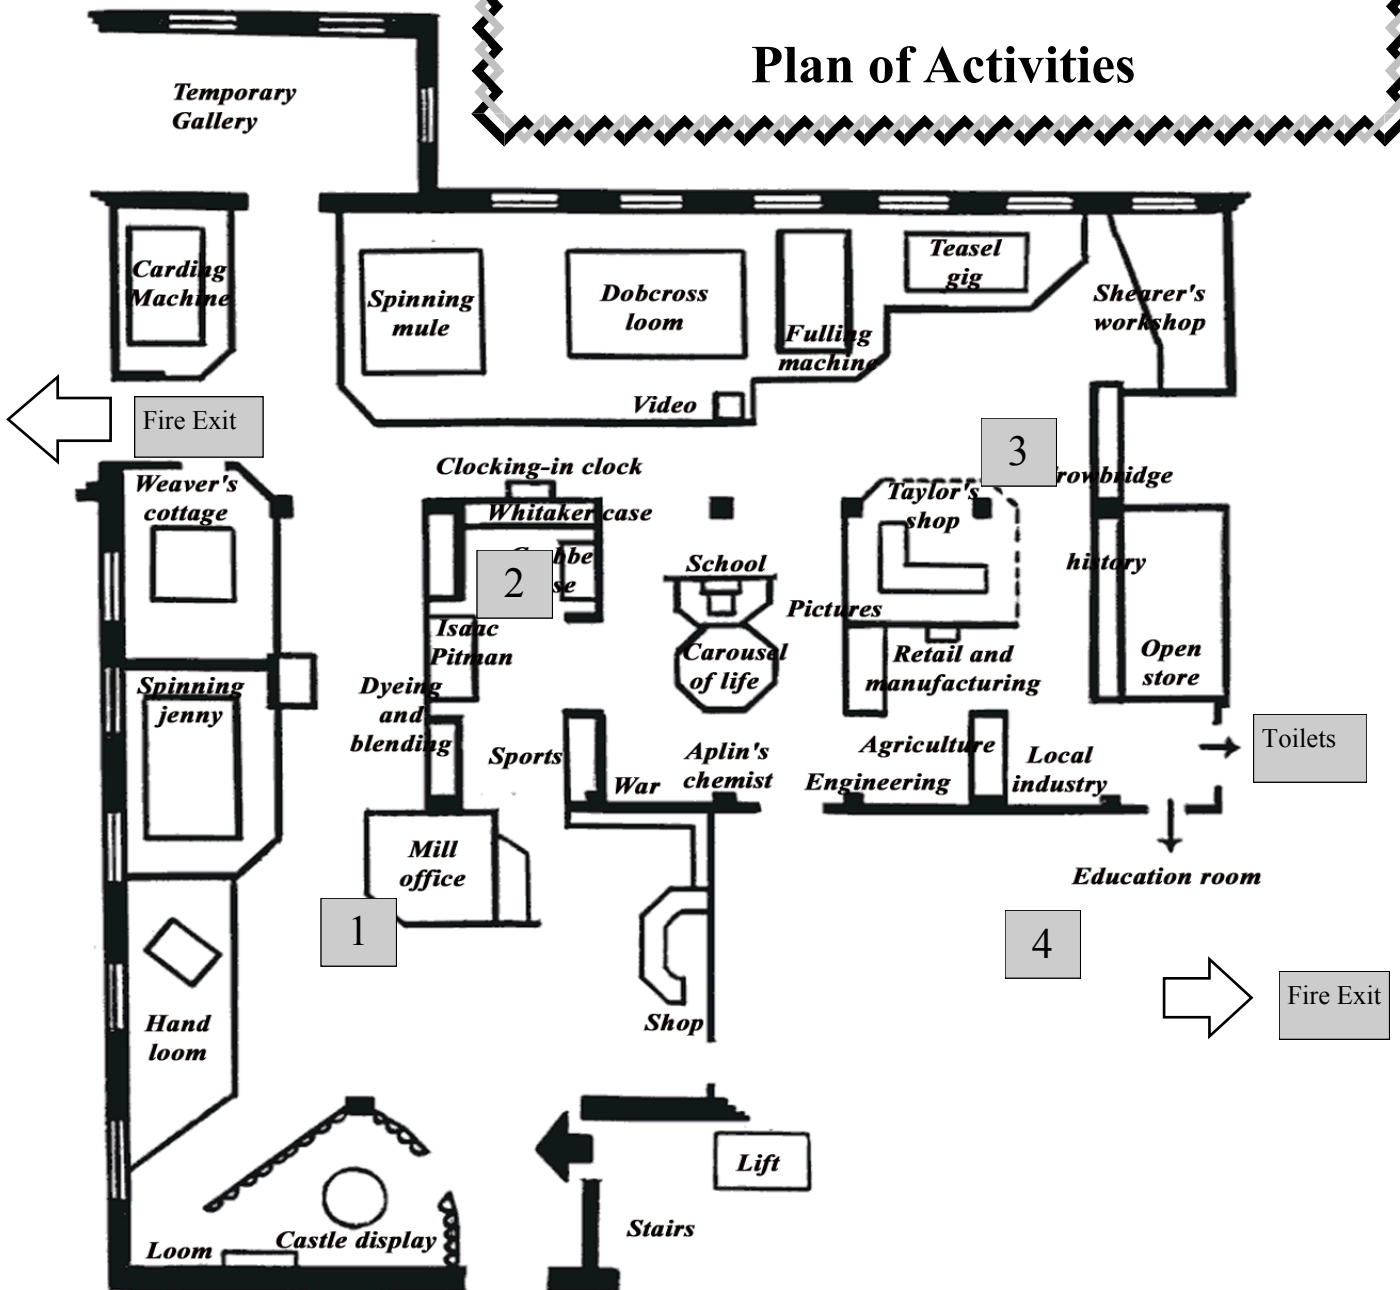 Plan of Activities
Temporary
Gallery
Carding
Machine
Spinning
mule
Dobcross
loom
Fulling
machine
Teasel
gig
Shearer's
workshop
Video
Fire Exit
Clocking-in clock
Whitaker case
3
Weaver's
cottage
Taylor's
shop
history
2
School
Pictures
Isaac
Pitman
Carousel
of life
Retail and
manufacturing
Open
store
Spinning
jenny
Dyeing
and
blending
Sports
War
Aplin's
chemist
Agriculture
Engineering
Local
industry
Toilets
Mill
office
Education room
1
4
Fire Exit
Hand
loom
Shop
Lift
Stairs
Castle display
Loom